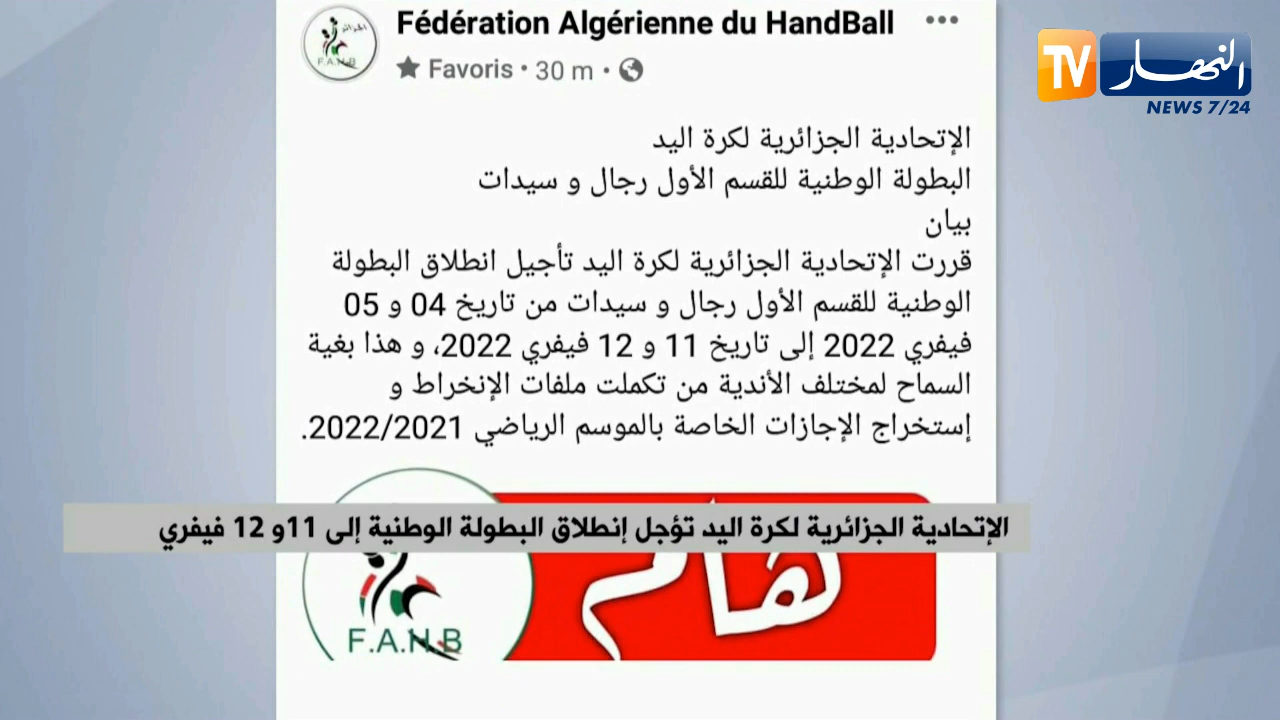 Fédération Algérienne du HandBall
Favoris · 30 m ·
الجزائر
F.A.H.B
TV النهار
NEWS 7/24
الإتحادية الجزائرية لكرة اليد
البطولة الوطنية للقسم الأول رجال و سيدات
بيان
قررت الإتحادية الجزائرية لكرة اليد تأجيل انطلاق البطولة
الوطنية للقسم الأول رجال و سيدات من تاريخ 04 و 05
فيفري 2022 إلى تاريخ 11 و 12 فيفري 2022، و هذا بغية
السماح لمختلف الأندية من تكملت ملفات الإنخراط و
إستخراج الإجازات الخاصة بالموسم الرياضي 2022/2021.
الإتحادية الجزائرية لكرة اليد تؤجل إنطلاق البطولة الوطنية إلى 11و 12 فيفري
هام
F.A.H.B